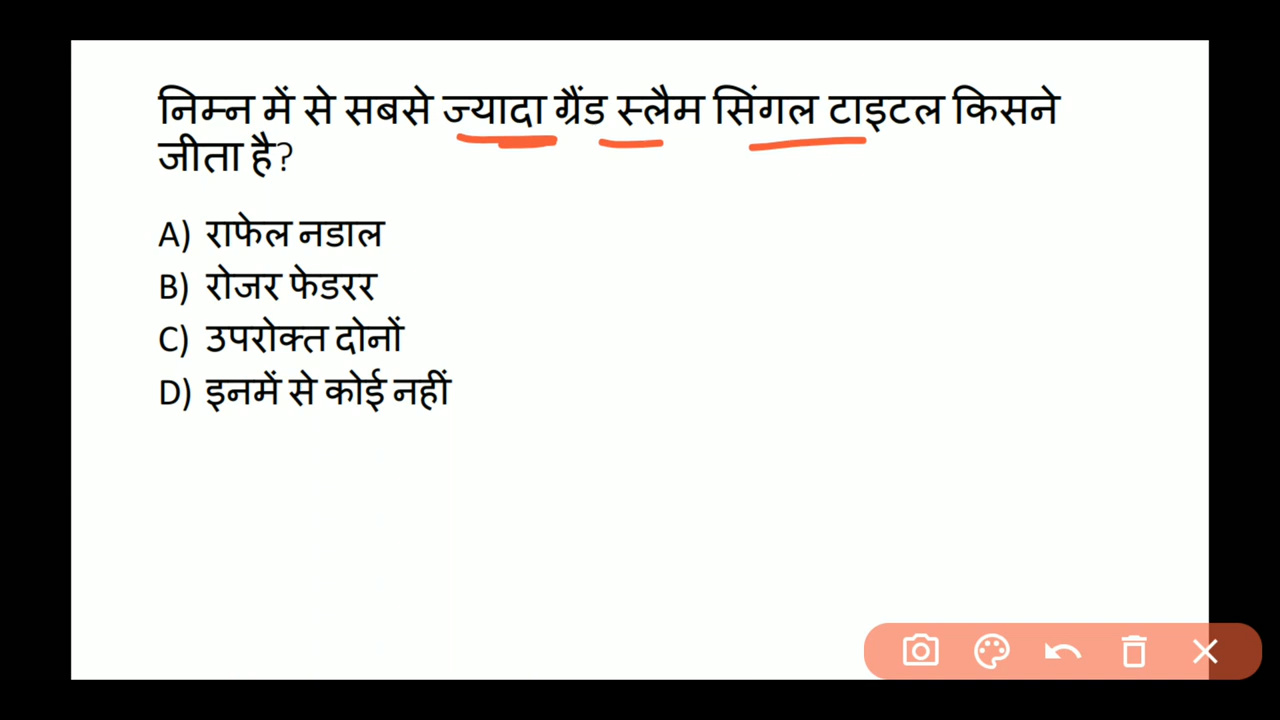 निम्न में से सबसे ज्यादा ग्रैंड स्लैम सिंगल टाइटल किसने
जीता है?
A) राफेल नडाल
B) रोजर फेडरर
C) उपरोक्त दोनों
D) इनमें से कोई नहीं